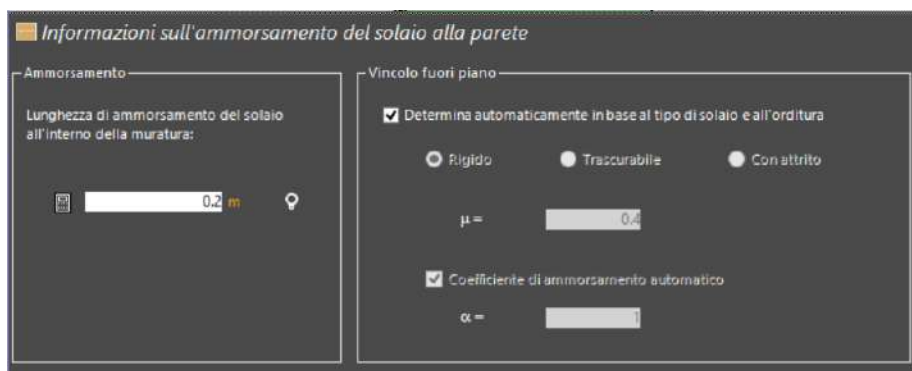 Informazioni sull'ammorsamento del solaio alla parete
Ammorsamento
Lunghezza di ammorsamento del solaio
all'interno della muratura:
0.2 m
Vincolo fuori piano
Determina automaticamente in base al tipo di solaio e all'orditura
Rigido Trascurabile Con attrito
μ = 0.4
Coefficiente di ammorsamento automatico
α = 1